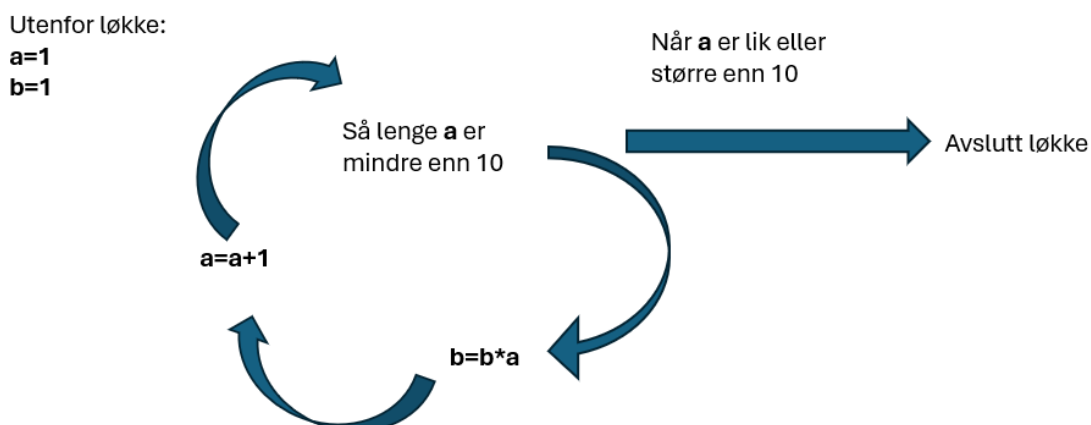 Utenfor løkke:
a=1
b=1
Når a er lik eller
større enn 10
Så lenge a er
mindre enn 10
Avslutt løkke
a=a+1
b=b*a